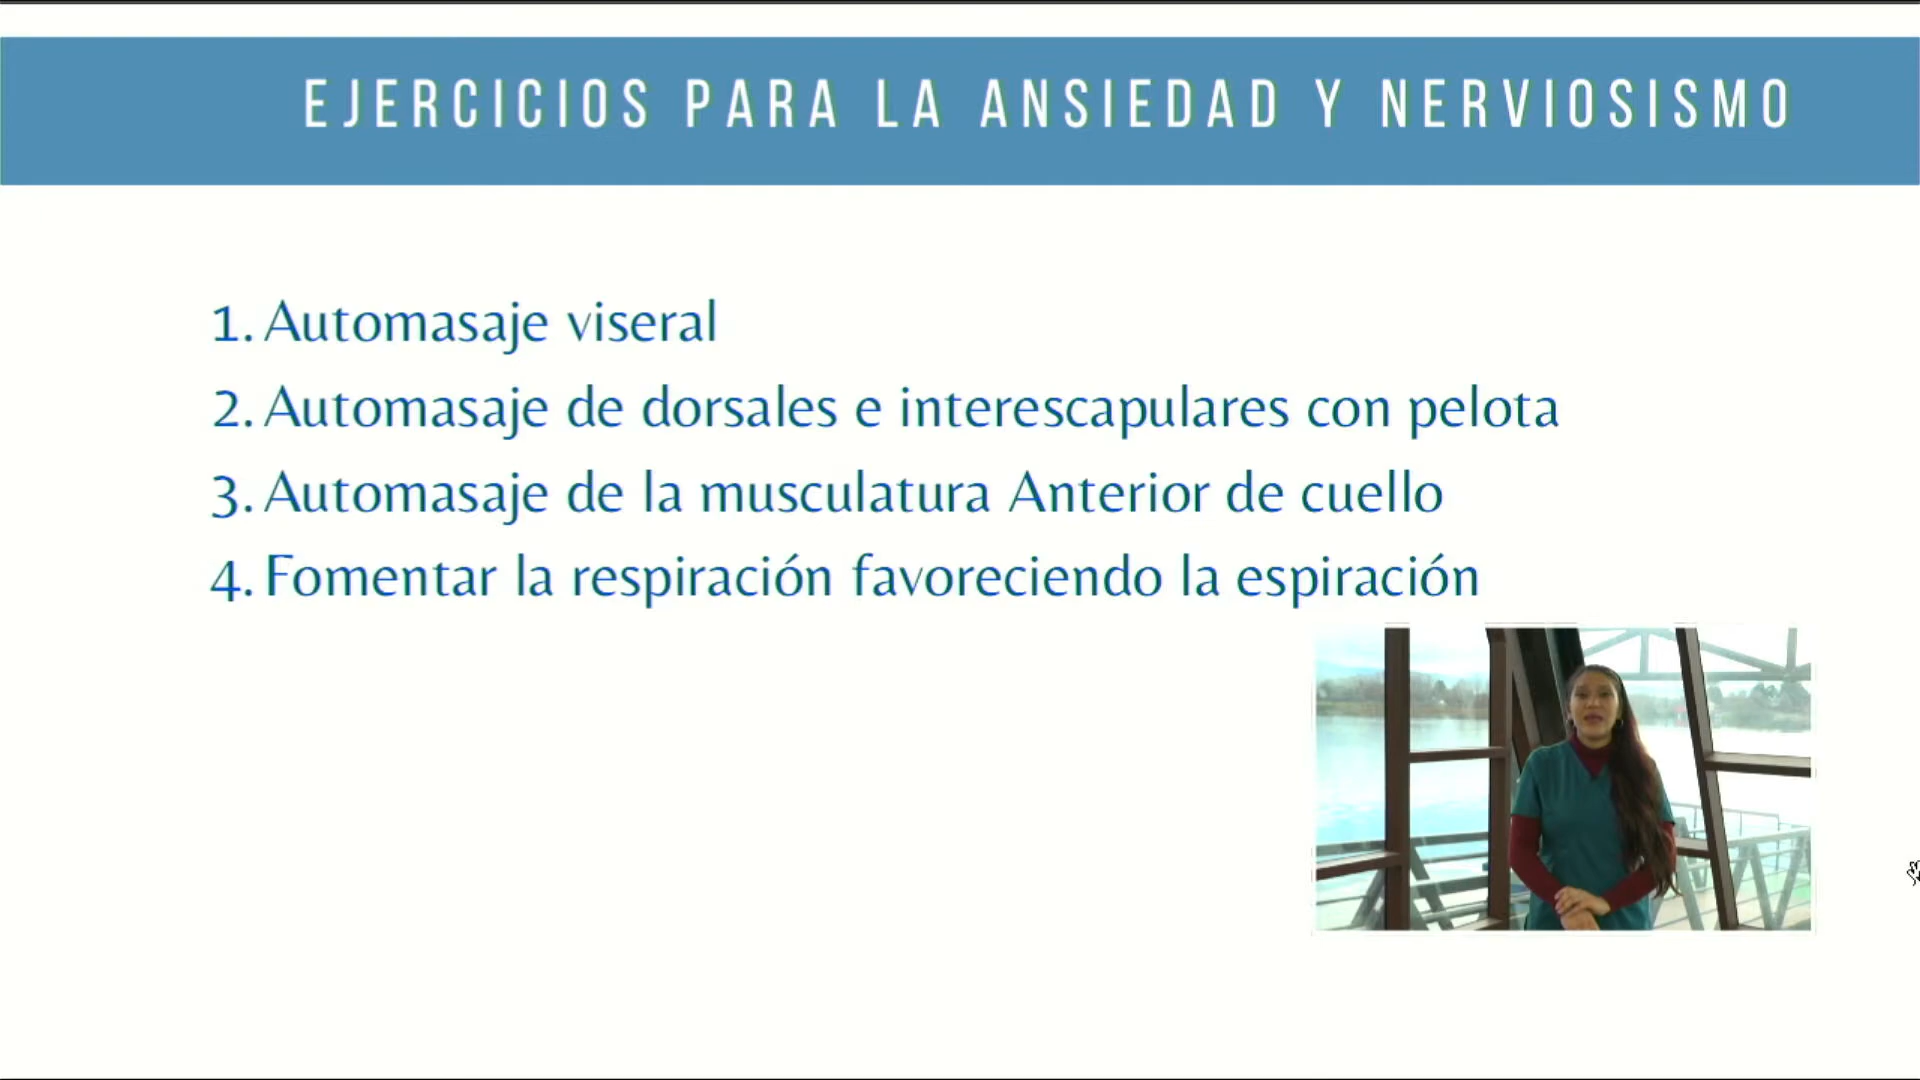 EJERCICIOS PARA LA ANSIEDAD Y NERVIOSISMO
1. Automasaje viseral
2. Automasaje de dorsales e interescapulares con pelota
3. Automasaje de la musculatura Anterior de cuello
4. Fomentar la respiración favoreciendo la espiración